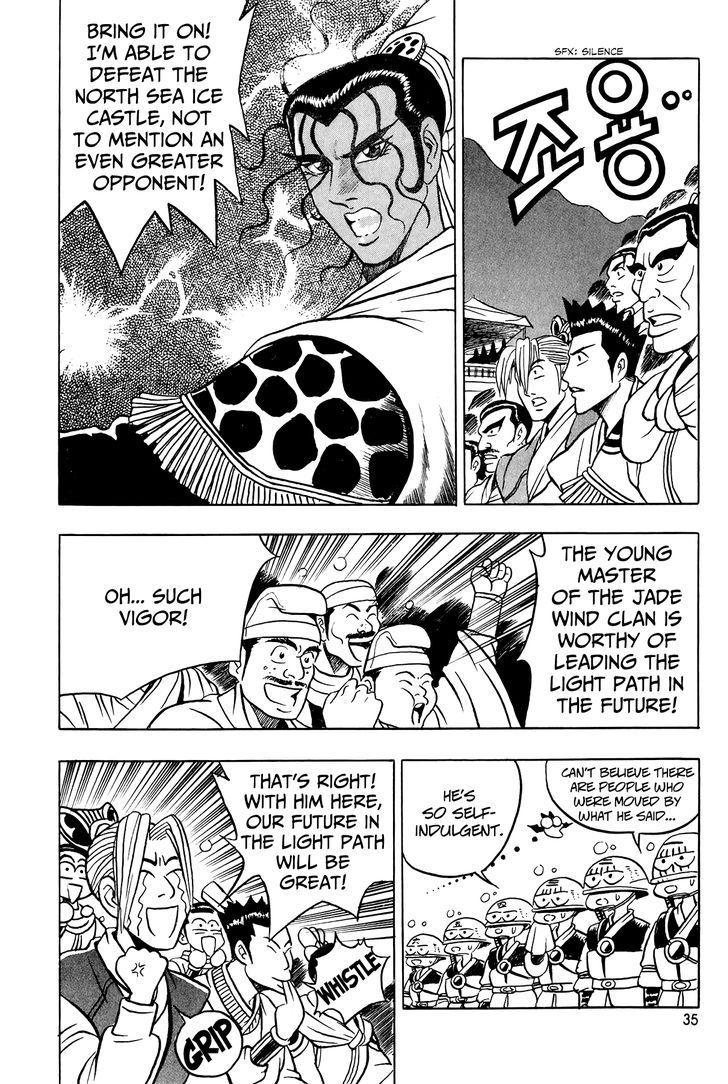 BRING IT ON!
I'M ABLE TO
DEFEAT THE
NORTH SEA ICE
CASTLE, NOT
TO MENTION AN
EVEN GREATER
OPPONENT!
SFX: SILENCE
조용
OH... SUCH
VIGOR!
THE YOUNG
MASTER
OF THE JADE
WIND CLAN IS
WORTHY OF
LEADING THE
LIGHT PATH IN
THE FUTURE!
THAT'S RIGHT!
WITH HIM HERE,
OUR FUTURE IN
THE LIGHT PATH
WILL BE
GREAT!
GRIP
WHISTLE
HE'S
SO SELF-
INDULGENT.
CAN'T BELIEVE THERE
ARE PEOPLE WHO
WERE MOVED BY
WHAT HE SAID...
35